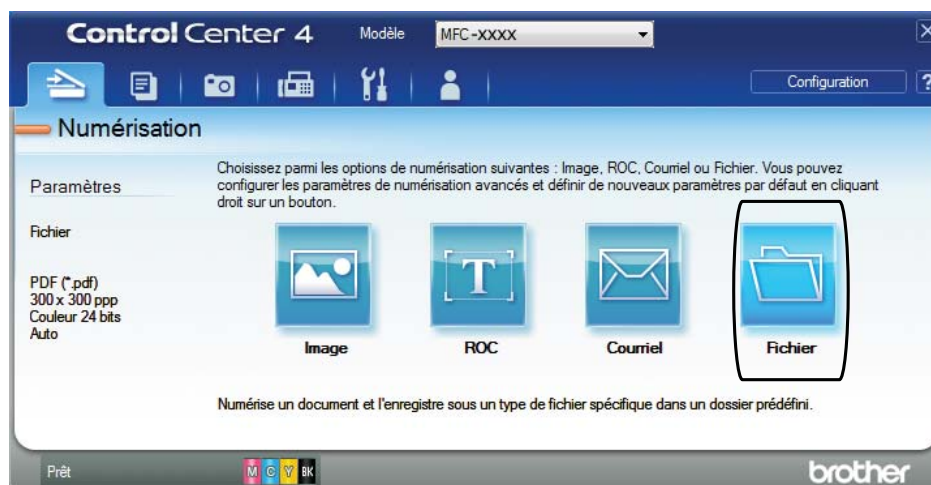 Control Center 4 Modèle MFC-XXXX
Configuration ?
Numérisation
Paramètres
Fichier
PDF (*.pdf)
300 x 300 ppp
Couleur 24 bits
Auto
Choisissez parmi les options de numérisation suivantes : Image, ROC, Courriel ou Fichier. Vous pouvez
configurer les paramètres de numérisation avancés et définir de nouveaux paramètres par défaut en cliquant
droit sur un bouton.
T
Image ROC Courriel Fichier
Numérise un document et l'enregistre sous un type de fichier spécifique dans un dossier prédéfini.
Prêt M C Y BK brother